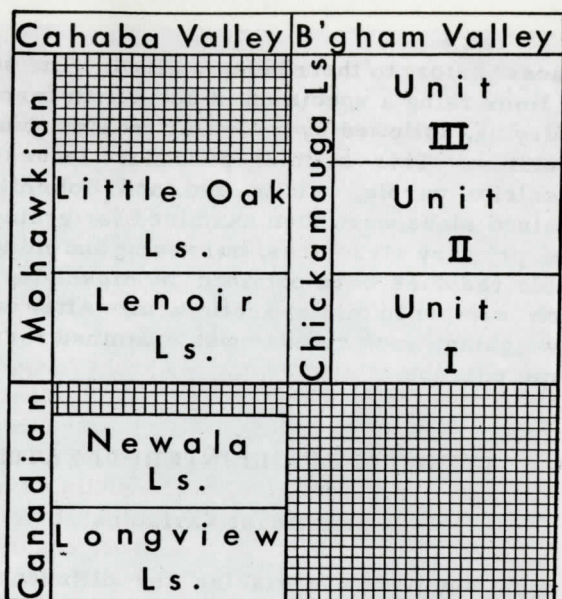 Cahaba Valley
B'gham Valley
Mohawkian
Little Oak
Ls.
Lenoir
Ls.
Canadian
Newala
Ls.
Longview
Ls.
Chickamauga Ls.
Unit
III
Unit
II
Unit
I